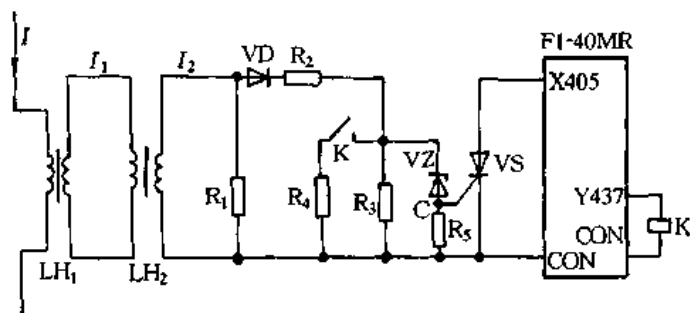 F1-40MR
I
I₁
I₂
VD
R₂
X405
K
VZ
VS
R₁
R₄
R₃
C
R₅
Y437
CON
K
LH₁
LH₂
CON